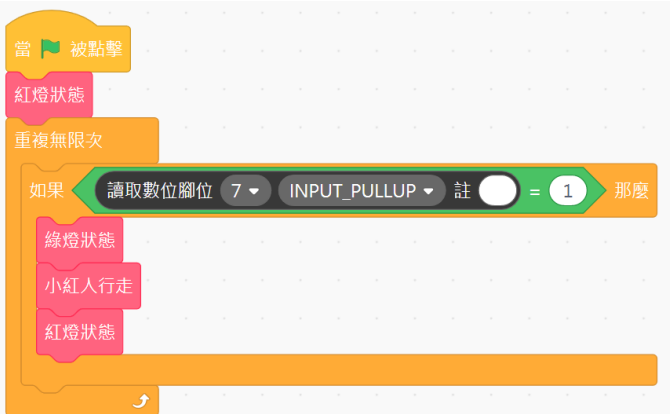 當 被點擊
紅燈狀態
重複無限次
如果 讀取數位腳位 7 INPUT_PULLUP 註 = 1 那麼
綠燈狀態
小紅人行走
紅燈狀態